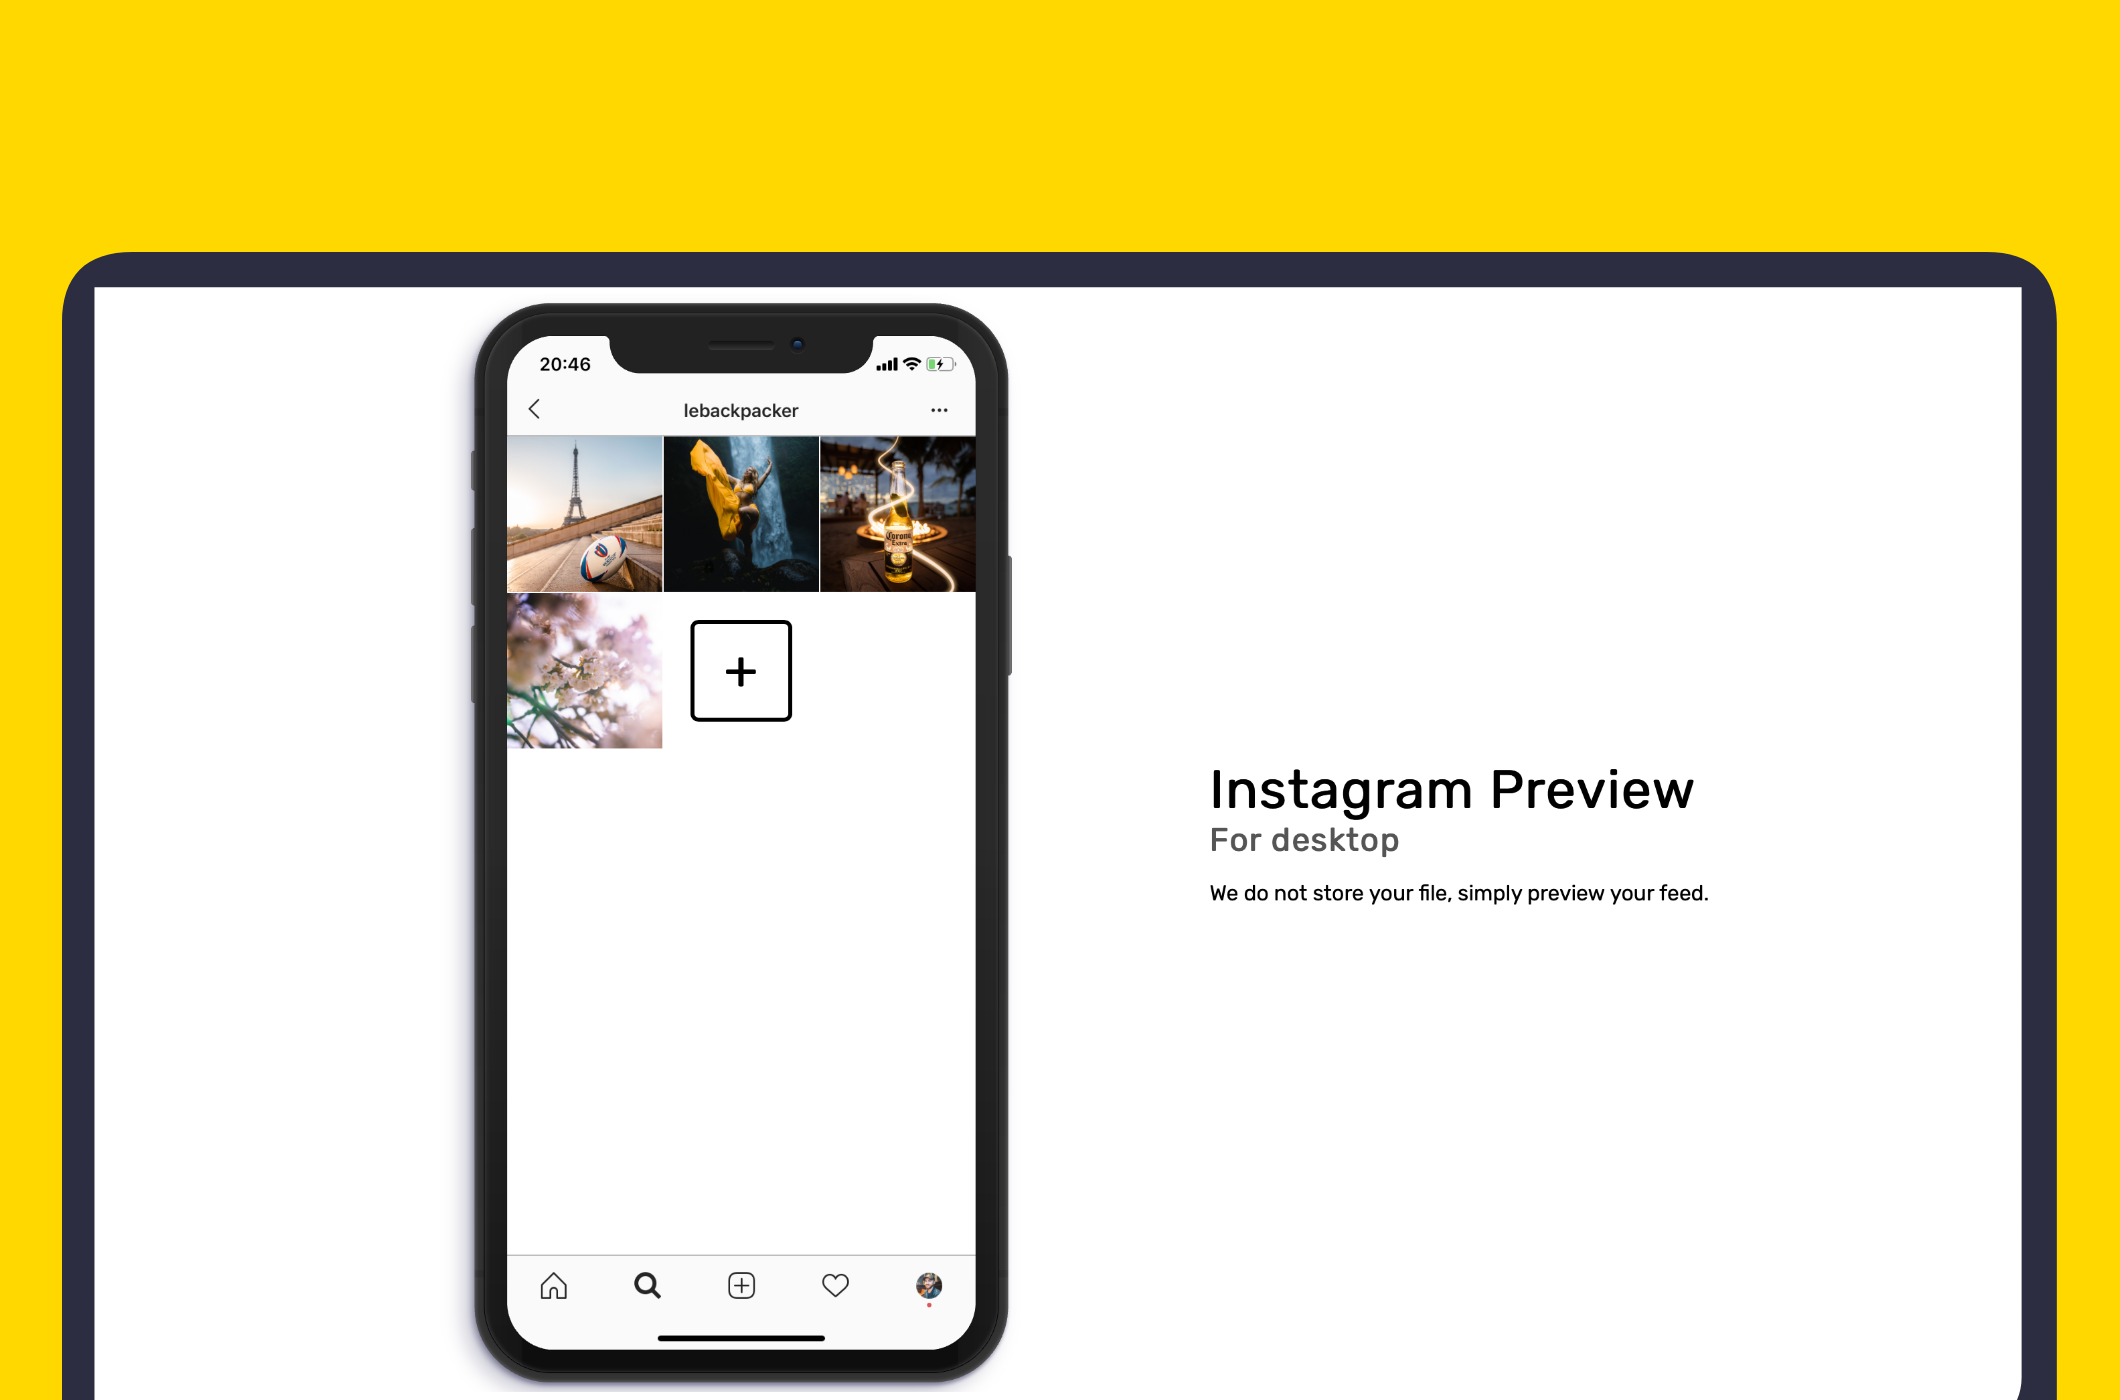 20:46
lebackpacker
Corona
Extra
Instagram Preview
For desktop
We do not store your file, simply preview your feed.